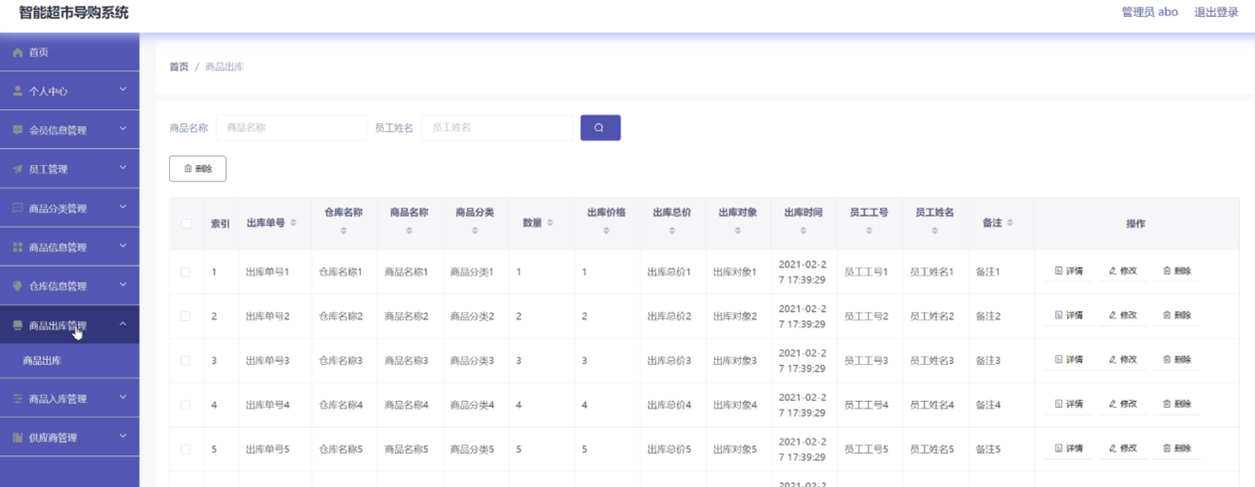 智能超市导购系统
管理员 abo 退出登录
首页
个人中心
会员信息管理
员工管理
商品分类管理
商品信息管理
仓库信息管理
商品出库管理
商品出库
商品入库管理
供应商管理
首页 / 商品出库
商品名称 商品名称 员工姓名 员工姓名
删除
索引 出库单号 仓库名称 商品名称 商品分类 数量 出库价格 出库总价 出库对象 出库时间 员工工号 员工姓名 备注 操作
1 出库单号1 仓库名称1 商品名称1 商品分类1 1 1 出库总价1 出库对象1 2021-02-27 17:39:29 员工工号1 员工姓名1 备注1 详情 修改 删除
2 出库单号2 仓库名称2 商品名称2 商品分类2 2 2 出库总价2 出库对象2 2021-02-27 17:39:29 员工工号2 员工姓名2 备注2 详情 修改 删除
3 出库单号3 仓库名称3 商品名称3 商品分类3 3 3 出库总价3 出库对象3 2021-02-27 17:39:29 员工工号3 员工姓名3 备注3 详情 修改 删除
4 出库单号4 仓库名称4 商品名称4 商品分类4 4 4 出库总价4 出库对象4 2021-02-27 17:39:29 员工工号4 员工姓名4 备注4 详情 修改 删除
5 出库单号5 仓库名称5 商品名称5 商品分类5 5 5 出库总价5 出库对象5 2021-02-27 17:39:29 员工工号5 员工姓名5 备注5 详情 修改 删除
2021-02-2